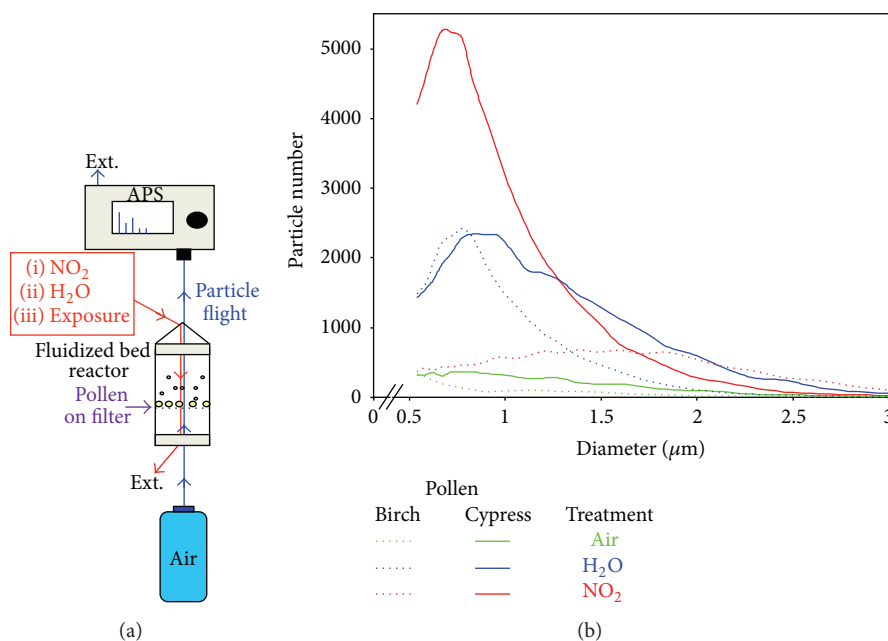 Ext.
APS
(i) NO₂
(ii) H₂O
(iii) Exposure
Particle
flight
Fluidized bed
reactor
Pollen
on filter
Ext.
Air
(a)
(b)
Particle number
5000
4000
3000
2000
1000
0
0 0.5 1 1.5 2 2.5 3
Diameter (μm)
Pollen
Birch Cypress Treatment
Air
H₂O
NO₂